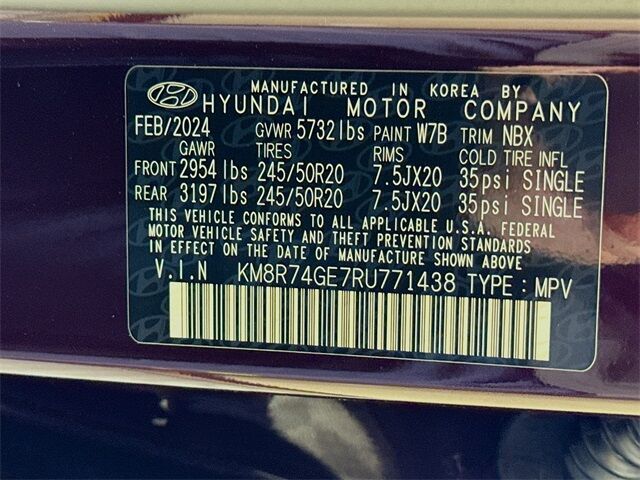 MANUFACTURED IN KOREA BY
HYUNDAI MOTOR COMPANY
FEB/2024 GVWR 5732lbs PAINT W7B TRIM NBX
GAWR TIRES RIMS COLD TIRE INFL
FRONT 2954 lbs 245/50R20 7.5JX20 35psi SINGLE
REAR 3197 lbs 245/50R20 7.5JX20 35psi SINGLE
THIS VEHICLE CONFORMS TO ALL APPLICABLE U.S.A. FEDERAL
MOTOR VEHICLE SAFETY AND THEFT PREVENTION STANDARDS
IN EFFECT ON THE DATE OF MANUFACTURE SHOWN ABOVE
V.I.N KM8R74GE7RU771438 TYPE : MPV